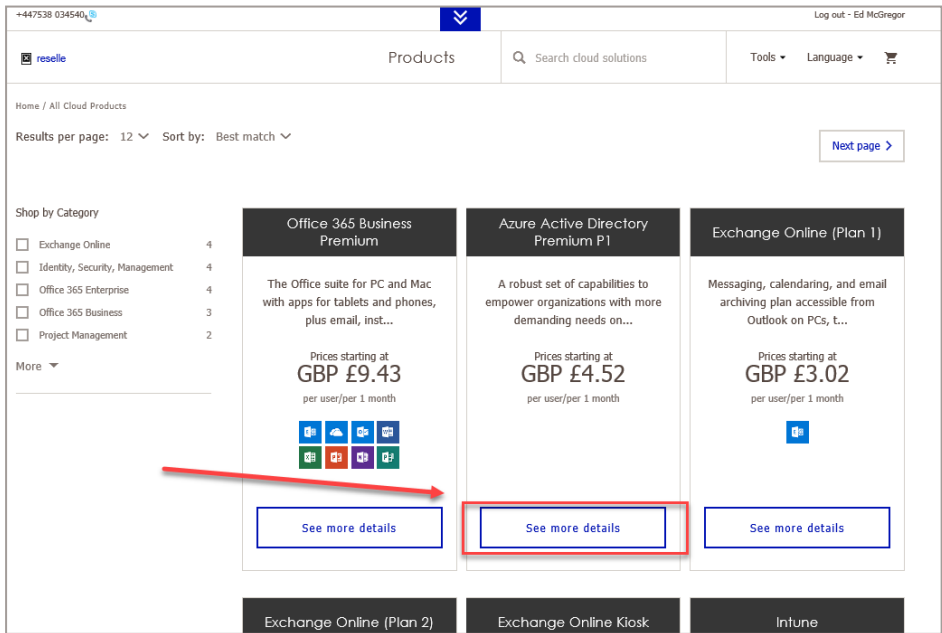 +447538 034540
Log out - Ed McGregor
reselle
Products
Search cloud solutions
Tools
Language
Home / All Cloud Products
Results per page: 12
Sort by: Best match
Next page
Shop by Category
Exchange Online 4
Identity, Security, Management 4
Office 365 Enterprise 4
Office 365 Business 3
Project Management 2
More
Office 365 Business
Premium
The Office suite for PC and Mac
with apps for tablets and phones,
plus email, inst...
Prices starting at
GBP £9.43
per user/per 1 month
See more details
Azure Active Directory
Premium P1
A robust set of capabilities to
empower organizations with more
demanding needs on...
Prices starting at
GBP £4.52
per user/per 1 month
See more details
Exchange Online (Plan 1)
Messaging, calendaring, and email
archiving plan accessible from
Outlook on PCs, t...
Prices starting at
GBP £3.02
per user/per 1 month
See more details
Exchange Online (Plan 2)
Exchange Online Kiosk
Intune